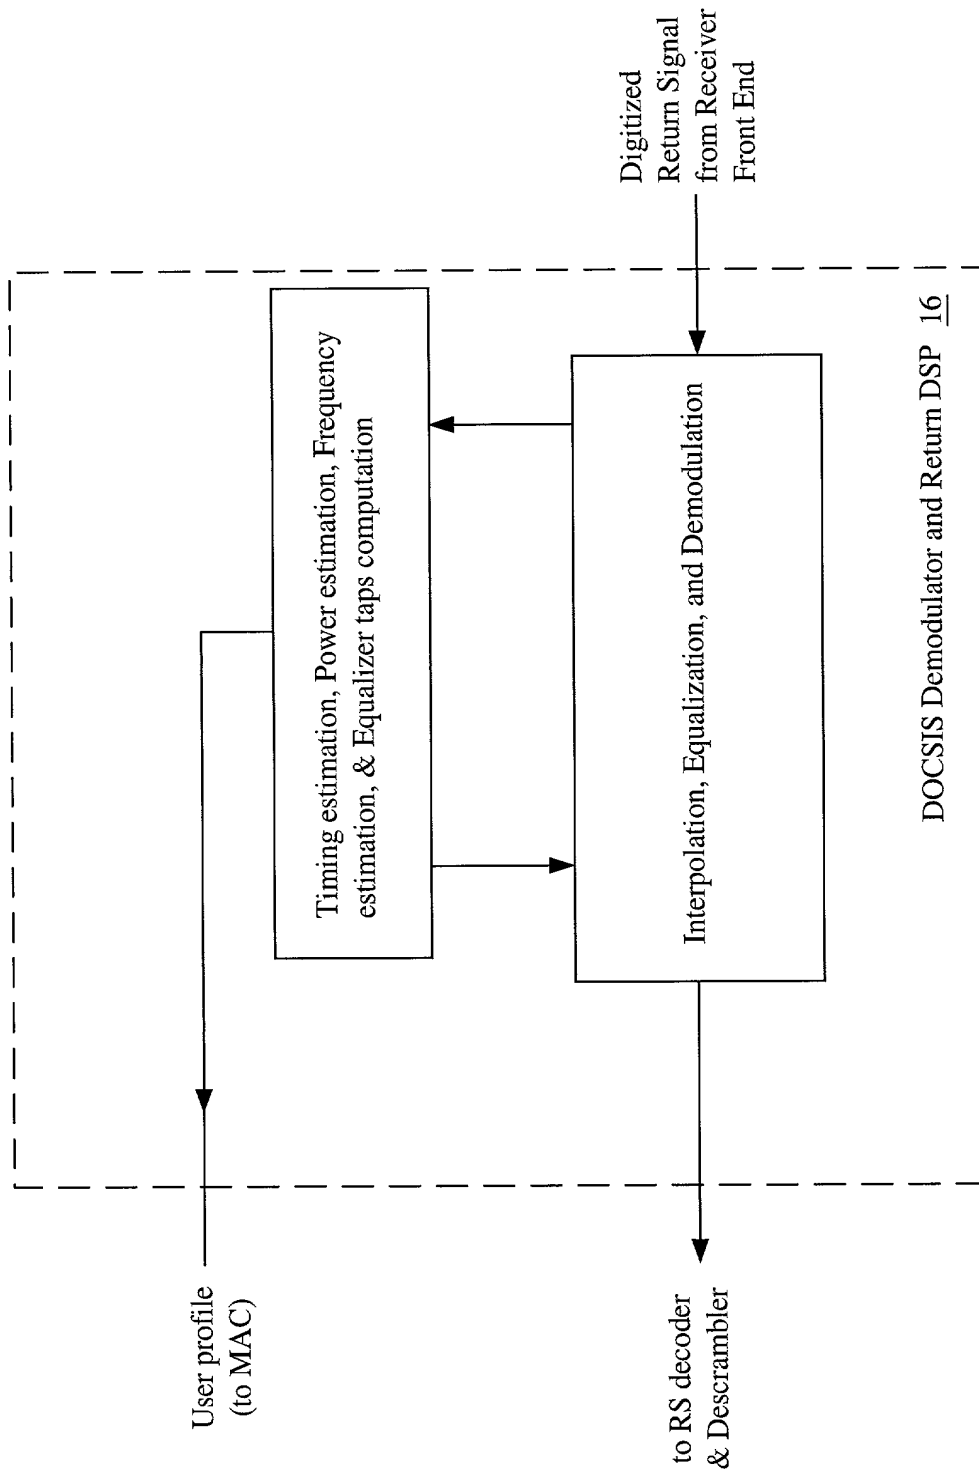 User profile
(to MAC)
Timing estimation, Power estimation, Frequency
estimation, & Equalizer taps computation
Digitized
Return Signal
from Receiver
Front End
Interpolation, Equalization, and Demodulation
to RS decoder
& Descrambler
DOCSIS Demodulator and Return DSP 16